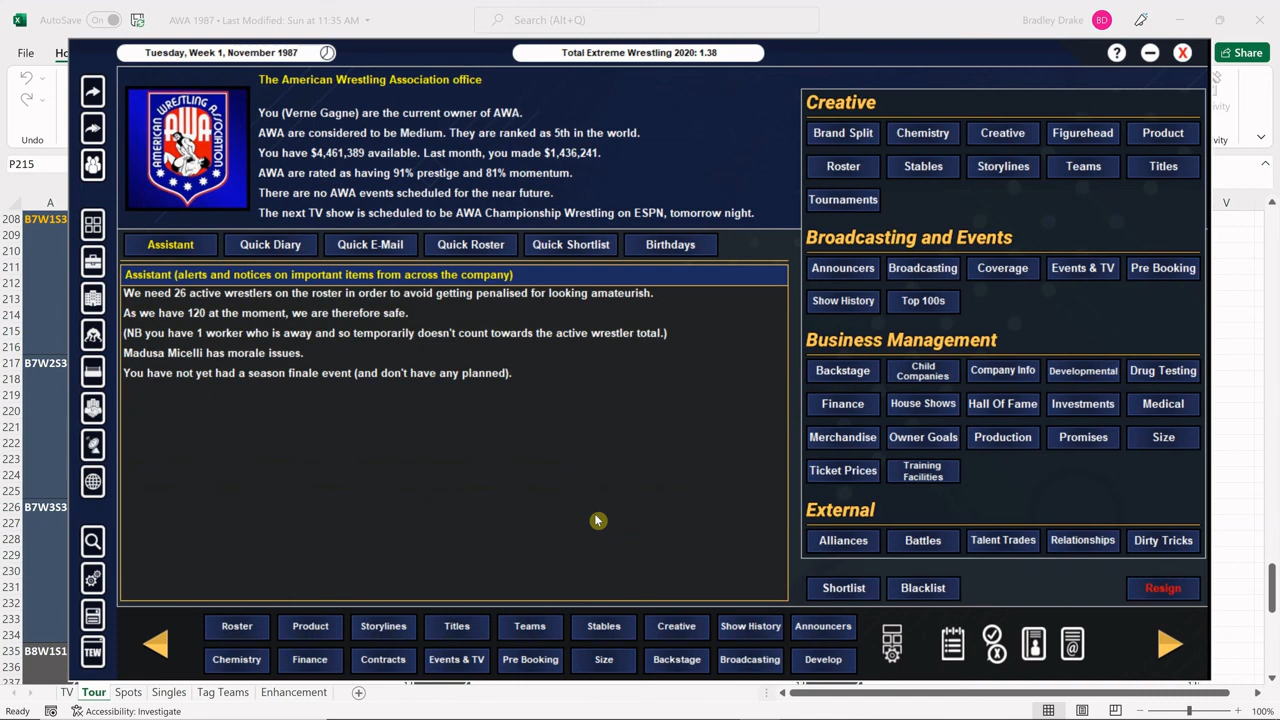 AutoSave On AWA 1987 • Last Modified: Sun at 11:35 AM Search (Alt+Q) Bradley Drake BD
File Ho Share
Undo
P215
A V
Tuesday, Week 1, November 1987 Total Extreme Wrestling 2020: 1.38 ? X
AMERICAN WRESTLING ASSOCIATION AWA
The American Wrestling Association office
You (Verne Gagne) are the current owner of AWA.
AWA are considered to be Medium. They are ranked as 5th in the world.
You have $4,461,389 available. Last month, you made $1,436,241.
AWA are rated as having 91% prestige and 81% momentum.
There are no AWA events scheduled for the near future.
The next TV show is scheduled to be AWA Championship Wrestling on ESPN, tomorrow night.
Assistant Quick Diary Quick E-Mail Quick Roster Quick Shortlist Birthdays
Assistant (alerts and notices on important items from across the company)
We need 26 active wrestlers on the roster in order to avoid getting penalised for looking amateurish.
As we have 120 at the moment, we are therefore safe.
(NB you have 1 worker who is away and so temporarily doesn't count towards the active wrestler total.)
Madusa Micelli has morale issues.
You have not yet had a season finale event (and don't have any planned).
Creative
Brand Split Chemistry Creative Figurehead Product
Roster Stables Storylines Teams Titles
Tournaments
Broadcasting and Events
Announcers Broadcasting Coverage Events & TV Pre Booking
Show History Top 100s
Business Management
Backstage Child Companies Company Info Developmental Drug Testing
Finance House Shows Hall Of Fame Investments Medical
Merchandise Owner Goals Production Promises Size
Ticket Prices Training Facilities
External
Alliances Battles Talent Trades Relationships Dirty Tricks
Shortlist Blacklist Resign
Roster Product Storylines Titles Teams Stables Creative Show History Announcers
Chemistry Finance Contracts Events & TV Pre Booking Size Backstage Broadcasting Develop
TEW
208 B7W1S3
209
210
211
212
213
214
215
216
217 B7W2S3
218
219
220
221
222
223
224
225
226 B7W3S3
227
228
229
230
231
232
233
234
235 B8W1S1
236
TV Tour Spots Singles Tag Teams Enhancement
Ready Accessibility: Investigate 100%